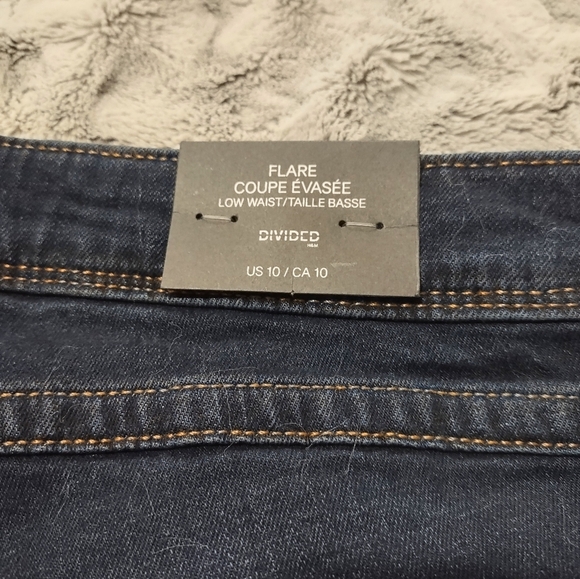 FLARE
COUPE ÉVASÉE
LOW WAIST/TAILLE BASSE
DIVIDED
H&M
US 10 / CA 10